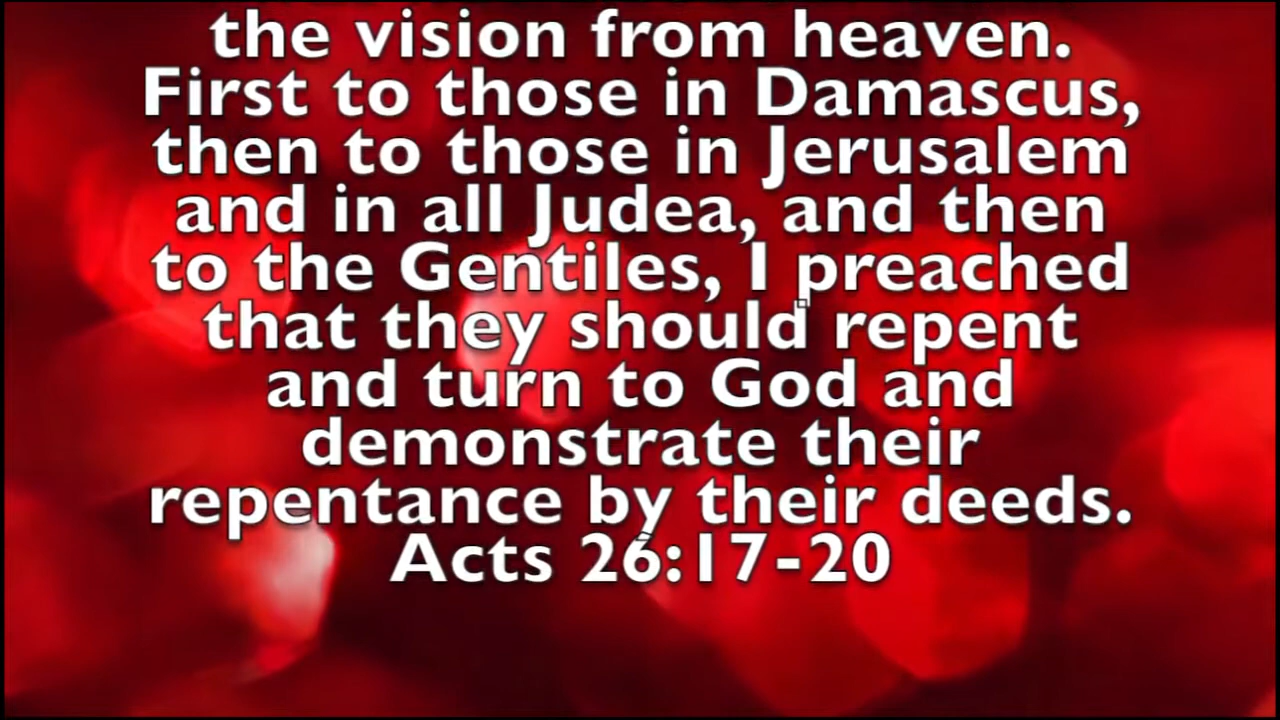 the vision from heaven.
First to those in Damascus,
then to those in Jerusalem
and in all Judea, and then
to the Gentiles, I preached
that they should repent
and turn to God and
demonstrate their
repentance by their deeds.
Acts 26:17-20